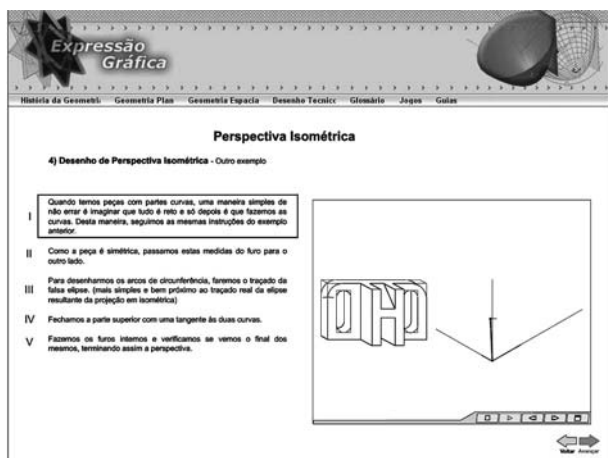 Expressão
Gráfica
História da Geometri. Geometria Plan Geometria Espacia Desenho Tecnicc Glossário Jogos Guias
Perspectiva Isométrica
4) Desenho de Perspectiva Isométrica - Outro exemplo
I Quando temos peças com partes curvas, uma maneira simples de
não errar é imaginar que tudo é reto e só depois é que fazemos as
curvas. Desta maneira, seguimos as mesmas instruções do exemplo
anterior.
II Como a peça é simétrica, passamos estas medidas do furo para o
outro lado.
III Para desenharmos os arcos de circunferência, faremos o traçado da
falsa elipse. (mais simples e bem próximo ao traçado real da elipse
resultante da projeção em isométrica)
IV Fechamos a parte superior com uma tangente às duas curvas.
V Fazemos os furos internos e verificamos se vemos o final dos
mesmos, terminando assim a perspectiva.
Voltar Avançar